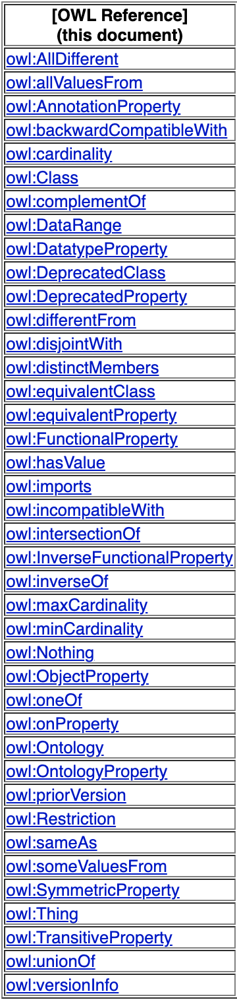 [OWL Reference]
(this document)
owl:AllDifferent
owl:allValuesFrom
owl:AnnotationProperty
owl:backwardCompatibleWith
owl:cardinality
owl:Class
owl:complementOf
owl:DataRange
owl:DatatypeProperty
owl:DeprecatedClass
owl:DeprecatedProperty
owl:differentFrom
owl:disjointWith
owl:distinctMembers
owl:equivalentClass
owl:equivalentProperty
owl:FunctionalProperty
owl:hasValue
owl:imports
owl:incompatibleWith
owl:intersectionOf
owl:InverseFunctionalProperty
owl:inverseOf
owl:maxCardinality
owl:minCardinality
owl:Nothing
owl:ObjectProperty
owl:oneOf
owl:onProperty
owl:Ontology
owl:OntologyProperty
owl:priorVersion
owl:Restriction
owl:sameAs
owl:someValuesFrom
owl:SymmetricProperty
owl:Thing
owl:TransitiveProperty
owl:unionOf
owl:versionInfo